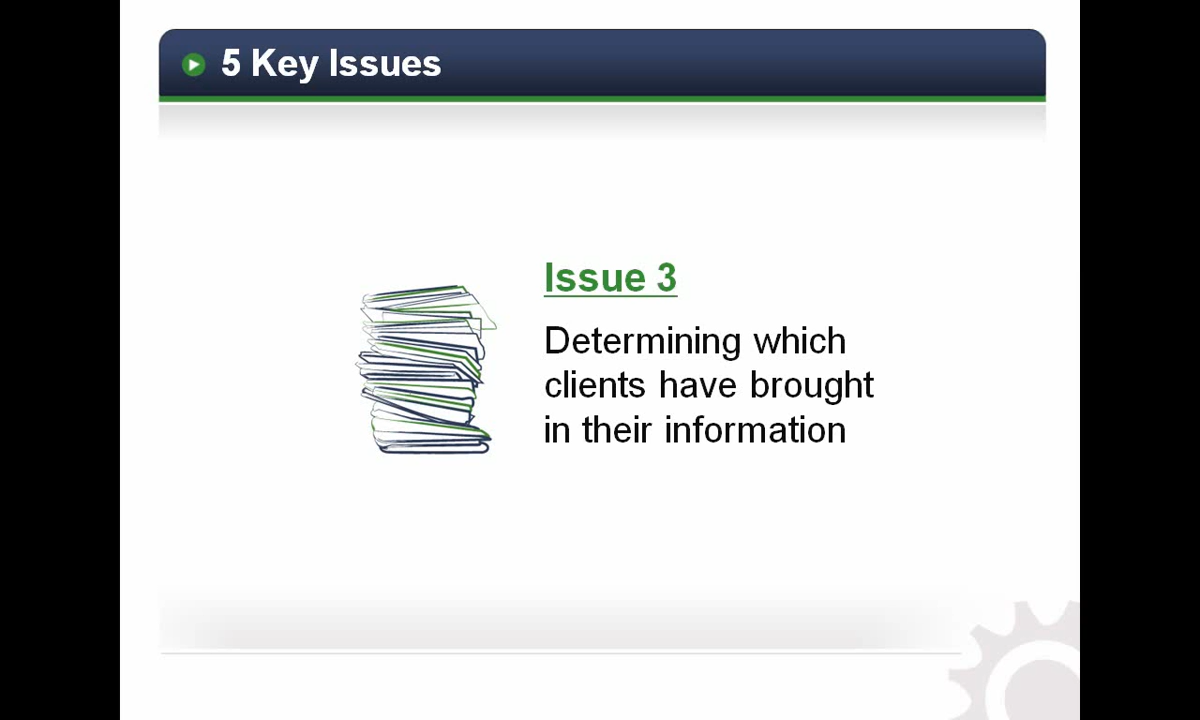 5 Key Issues
Issue 3
Determining which
clients have brought
in their information